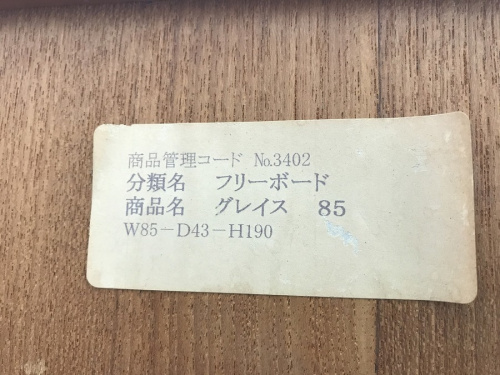 商品管理コード No.3402
分類名 フリーボード
商品名 グレイス 85
W85-D43-H190